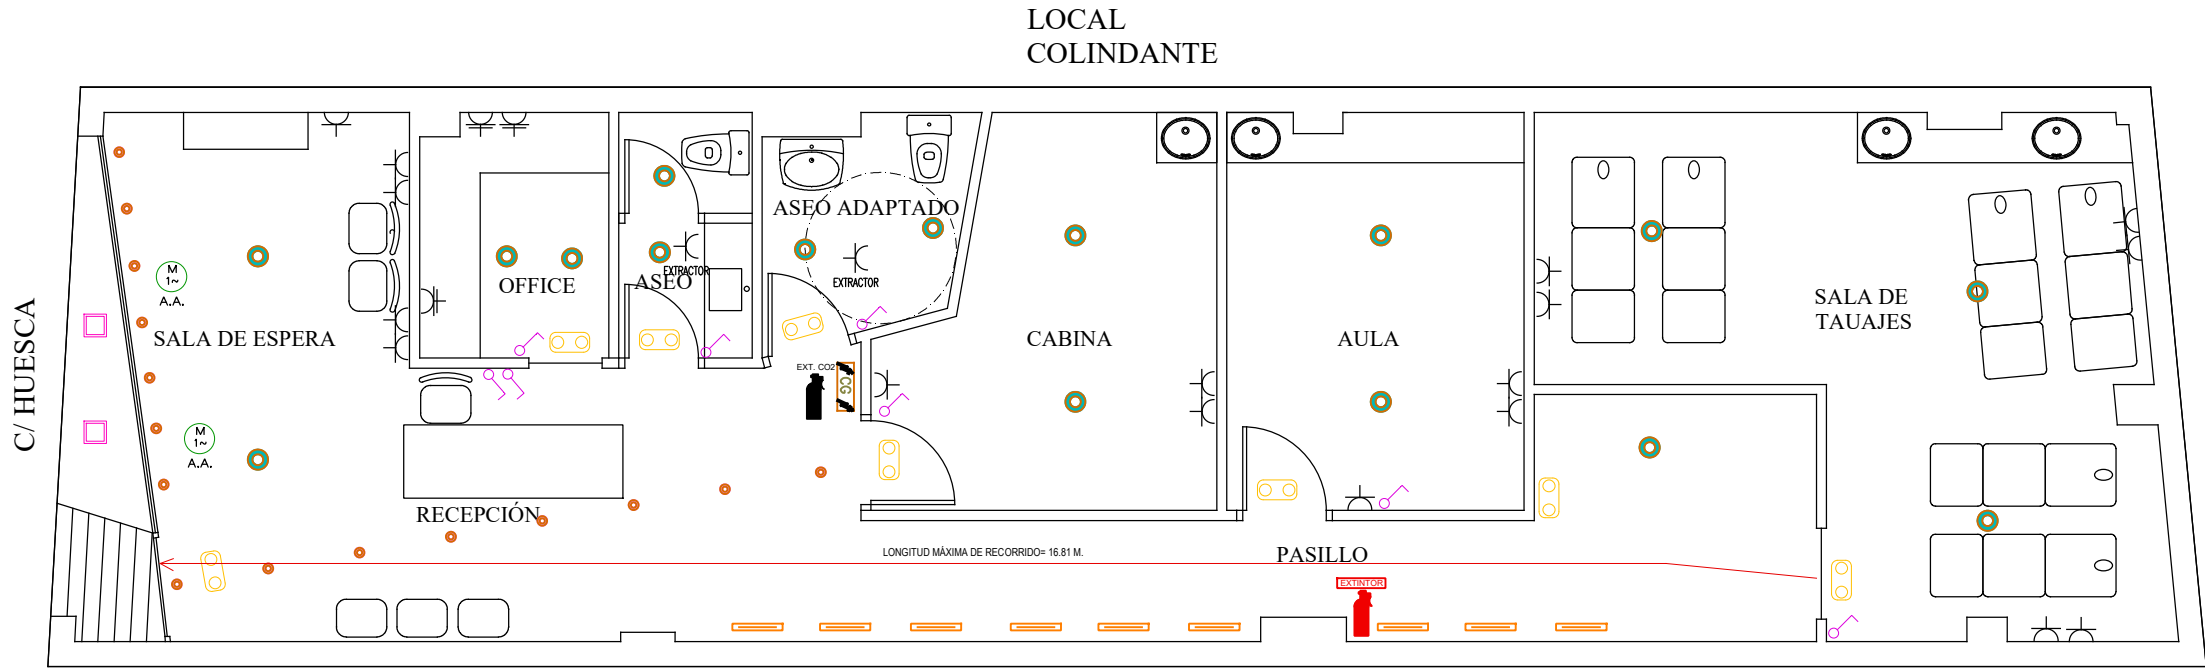 LOCAL
COLINDANTE
C/ HUESCA
M
1~
A.A.
M
1~
A.A.
SALA DE ESPERA
OFFICE
EXTRACTOR
ASEO
ASEO ADAPTADO
EXTRACTOR
EXT. CO2
CG
CABINA
AULA
SALA DE
TAUAJES
RECEPCIÓN
LONGITUD MÁXIMA DE RECORRIDO= 16.81 M.
PASILLO
EXTINTOR